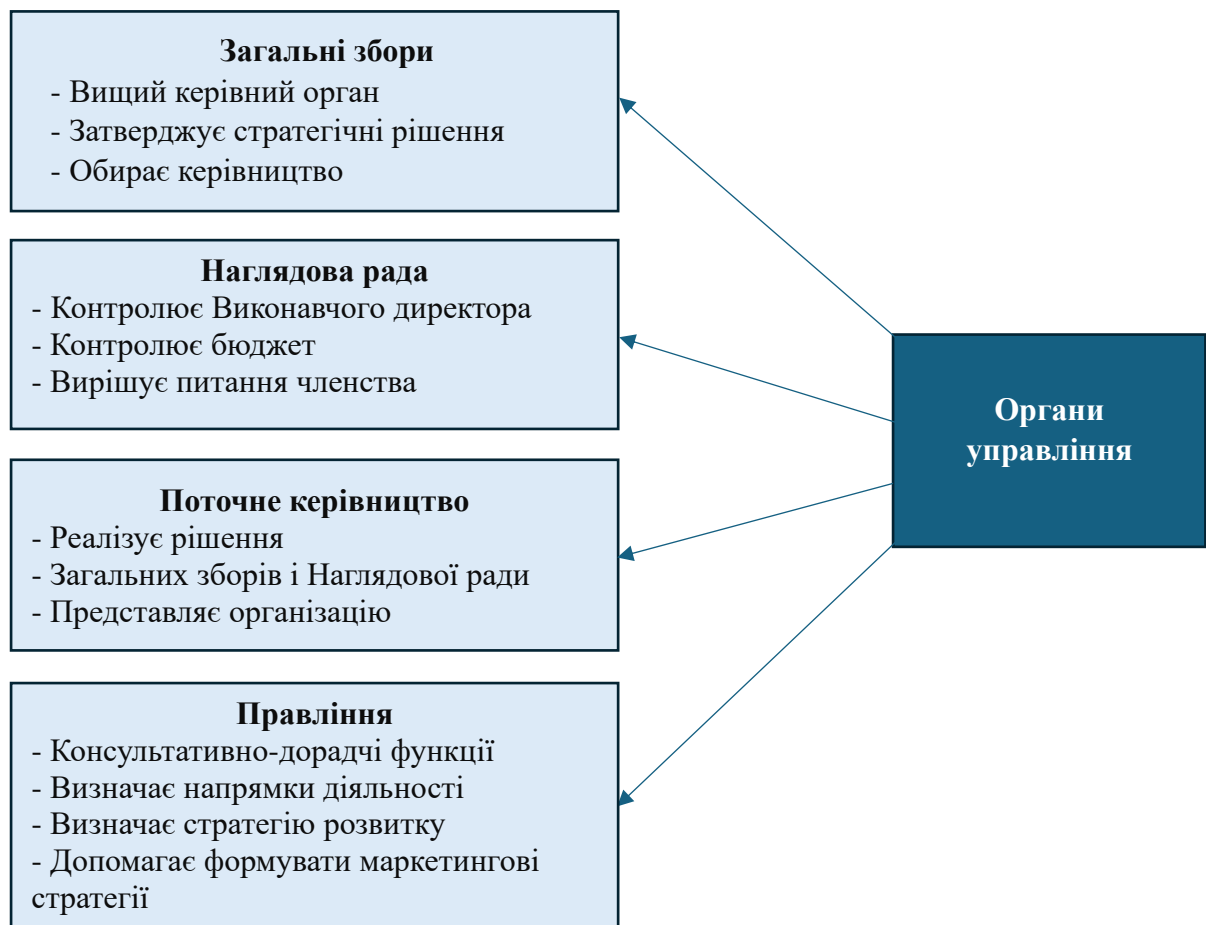 Загальні збори
- Вищий керівний орган
- Затверджує стратегічні рішення
- Обирає керівництво
Наглядова рада
- Контролює Виконавчого директора
- Контролює бюджет
- Вирішує питання членства
Поточне керівництво
- Реалізує рішення
- Загальних зборів і Наглядової ради
- Представляє організацію
Правління
- Консультативно-дорадчі функції
- Визначає напрямки діяльності
- Визначає стратегію розвитку
- Допомагає формувати маркетингові
стратегії
Органи
управління